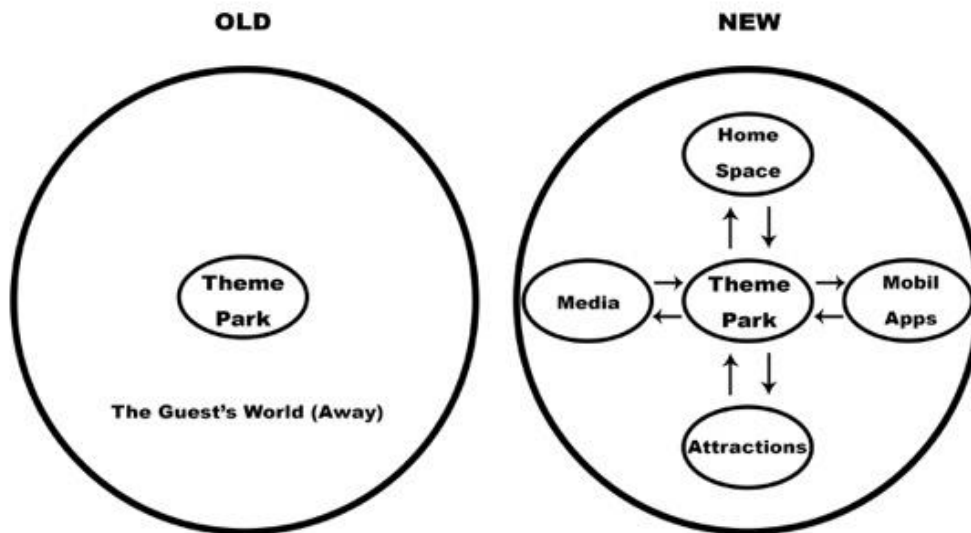 OLD
Theme
Park
The Guest's World (Away)
NEW
Home
Space
Media
Theme
Park
Mobil
Apps
Attractions